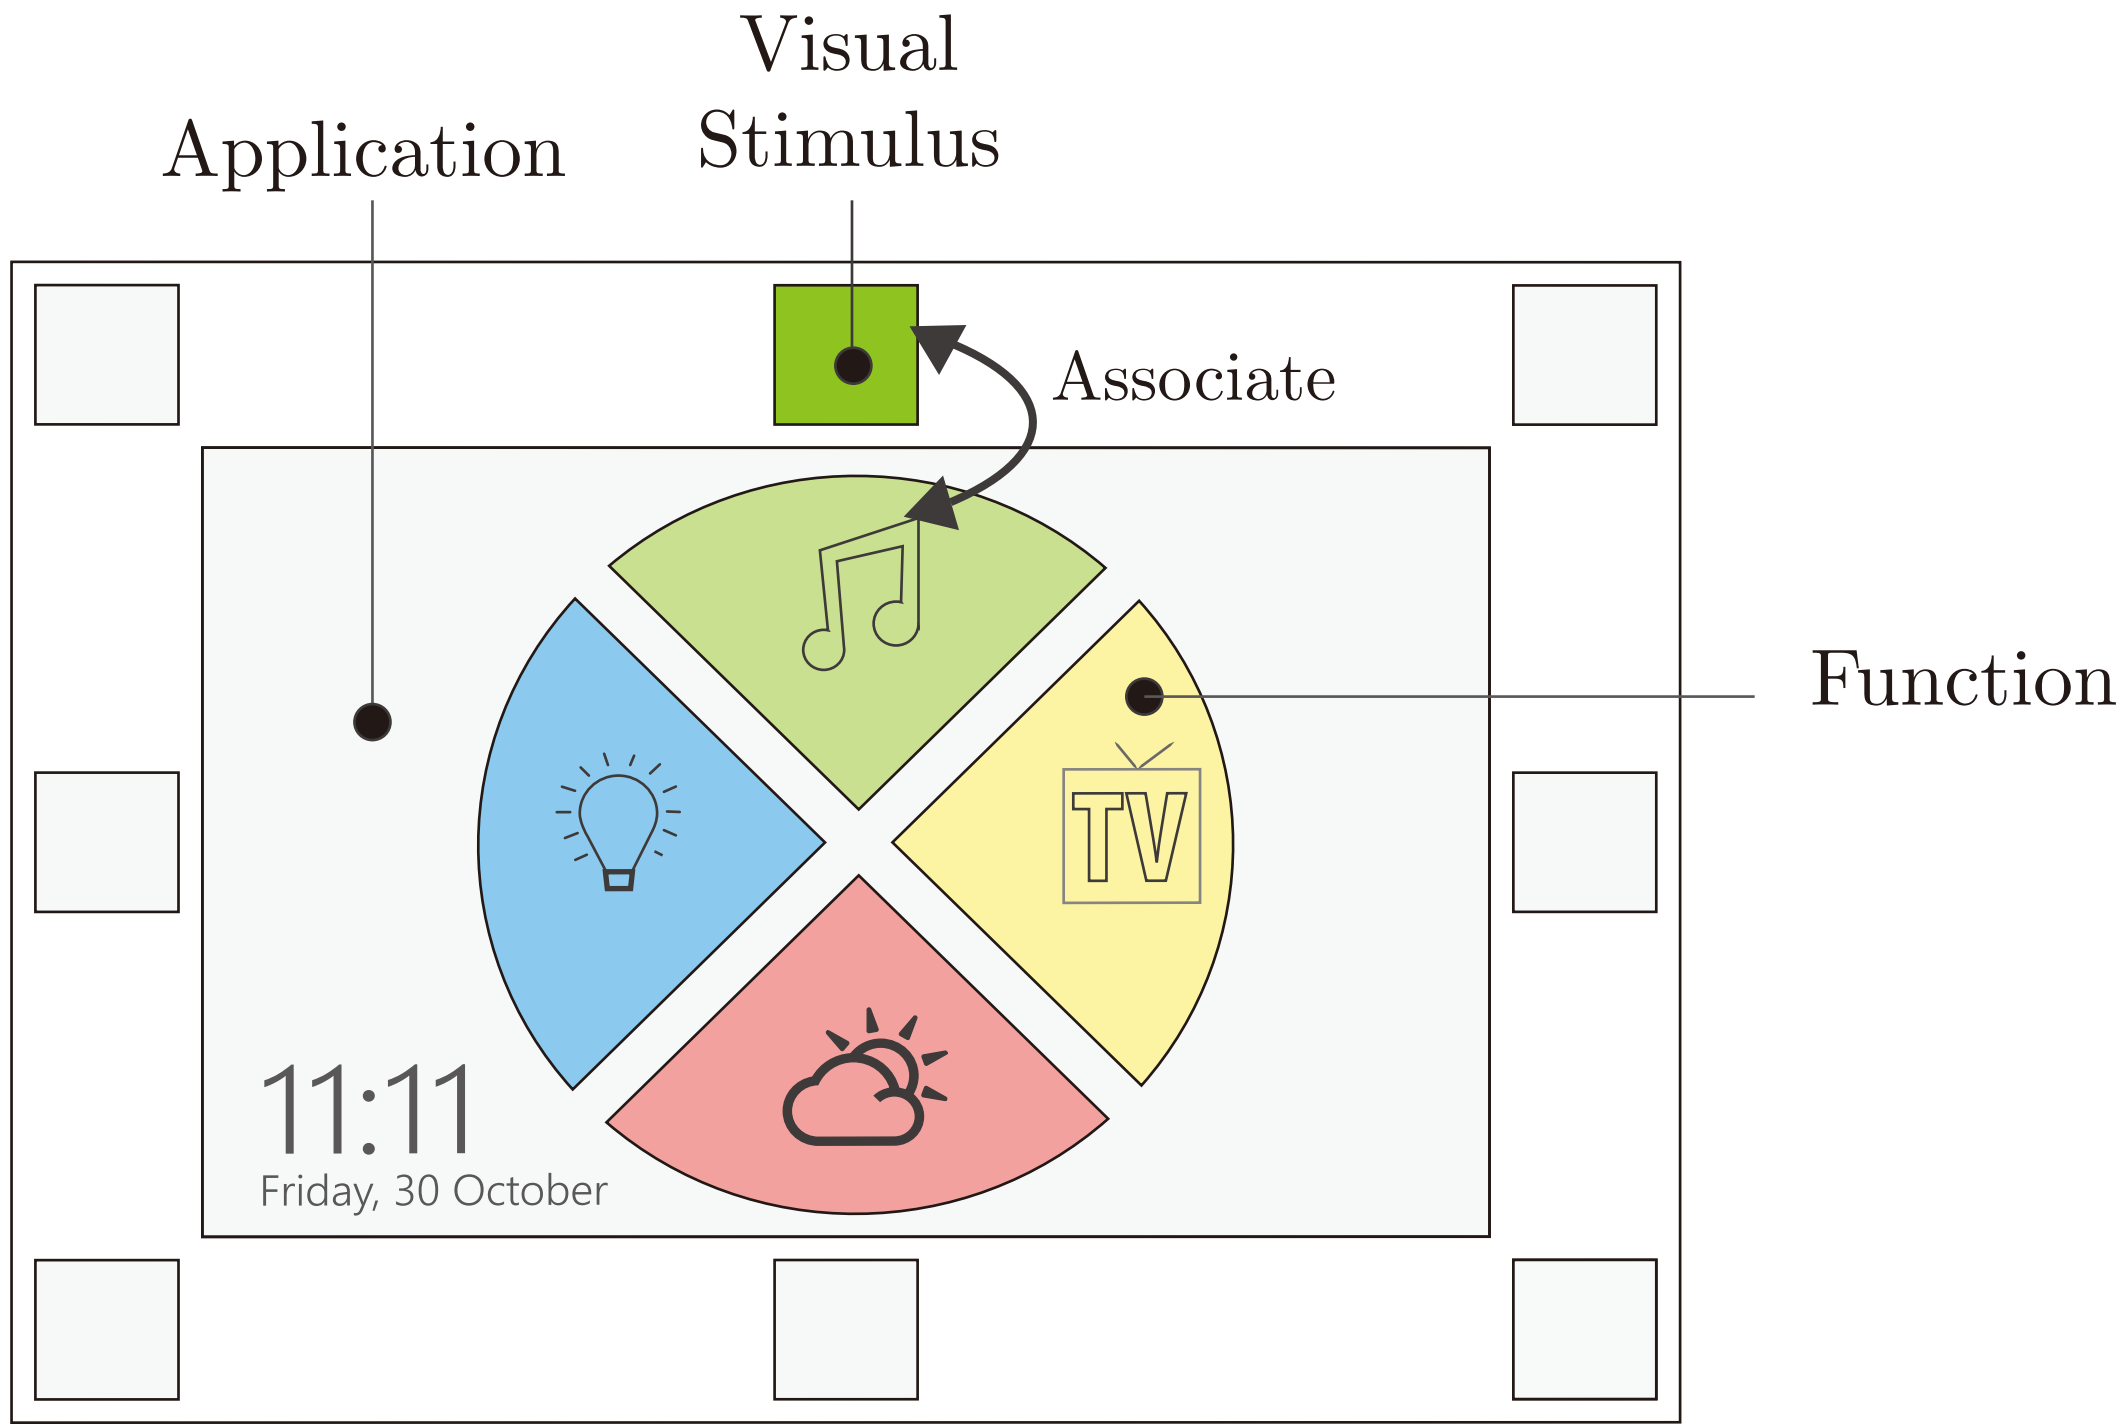 Visual
Stimulus
Application
Associate
Function
TV
11:11
Friday, 30 October